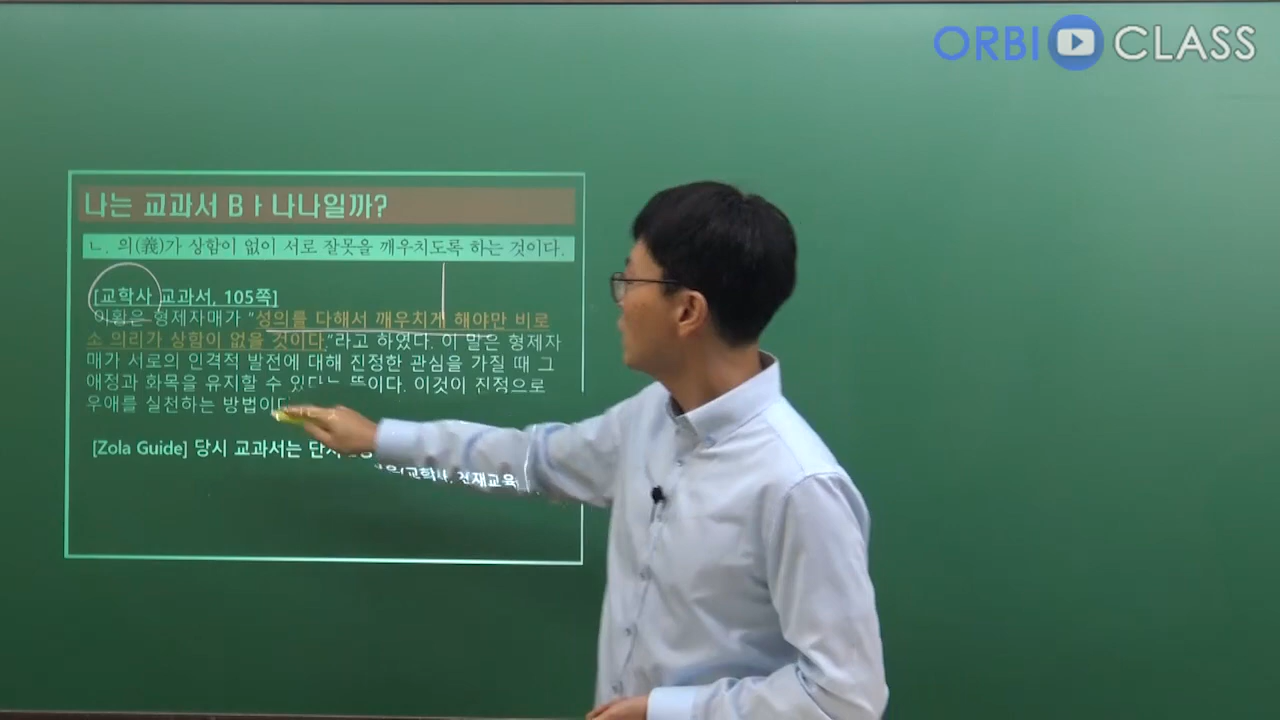 ORBI CLASS
나는 교과서 Bㅏ나나일까?
ㄴ. 의(義)가 상함이 없이 서로 잘못을 깨우치도록 하는 것이다.
[교학사 교과서, 105쪽]
이황은 형제자매가 "성의를 다해서 깨우치게 해야만 비로
소 의리가 상함이 없을 것이다."라고 하였다. 이 말은 형제자
매가 서로의 인격적 발전에 대해 진정한 관심을 가질 때 그
애정과 화목을 유지할 수 있다는 뜻이다. 이것이 진정으로
우애를 실천하는 방법이다
[Zola Guide] 당시 교과서는
(교학사, 천재교육)